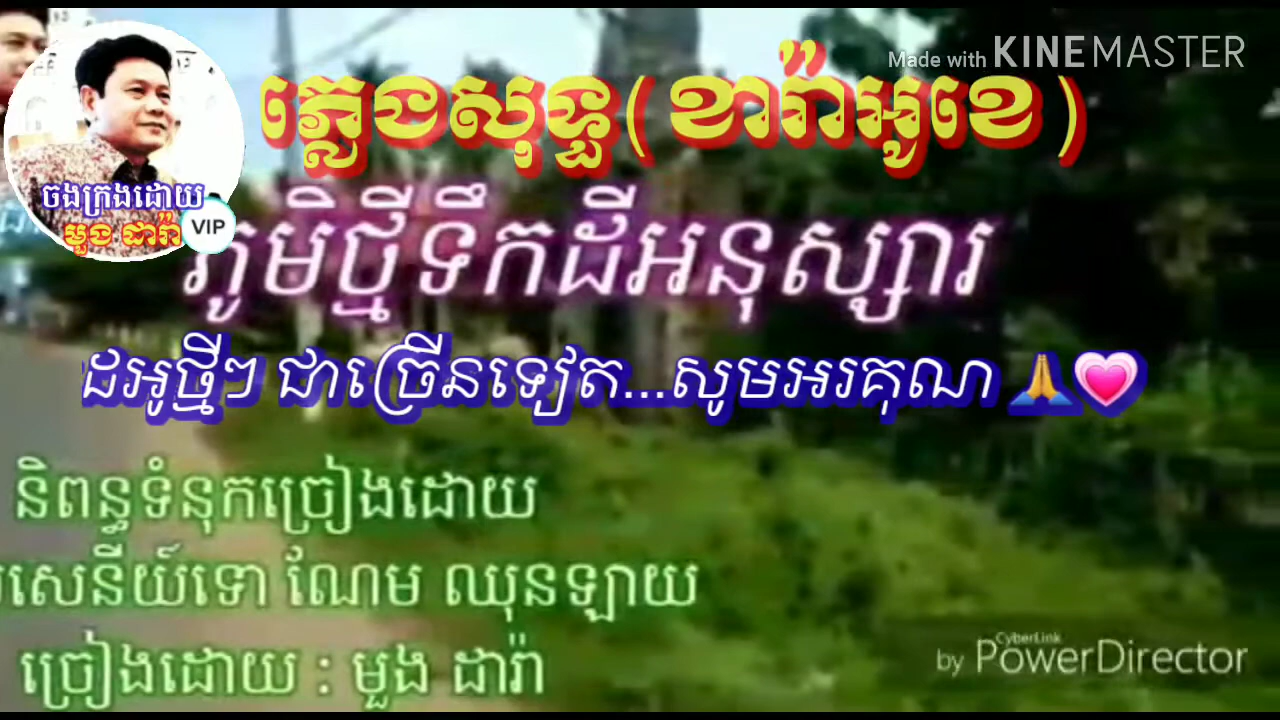 Made with KINEMASTER
ភ្លេងសុទ្ធ(ខារ៉ាអូខេ)
ចងក្រងដោយ
មួង ដារ៉ា
VIP
ភូមិថ្មីទឹកដីអនុស្សារ
ដេអូថ្មីៗ ជាច្រើនទៀត...សូមអរគុណ 🙏💗
និពន្ធទំនុកច្រៀងដោយ
សេនីយ៍ទោ ណែម ឈុនឡាយ
ច្រៀងដោយ : មួង ដារ៉ា
CyberLink
by PowerDirector